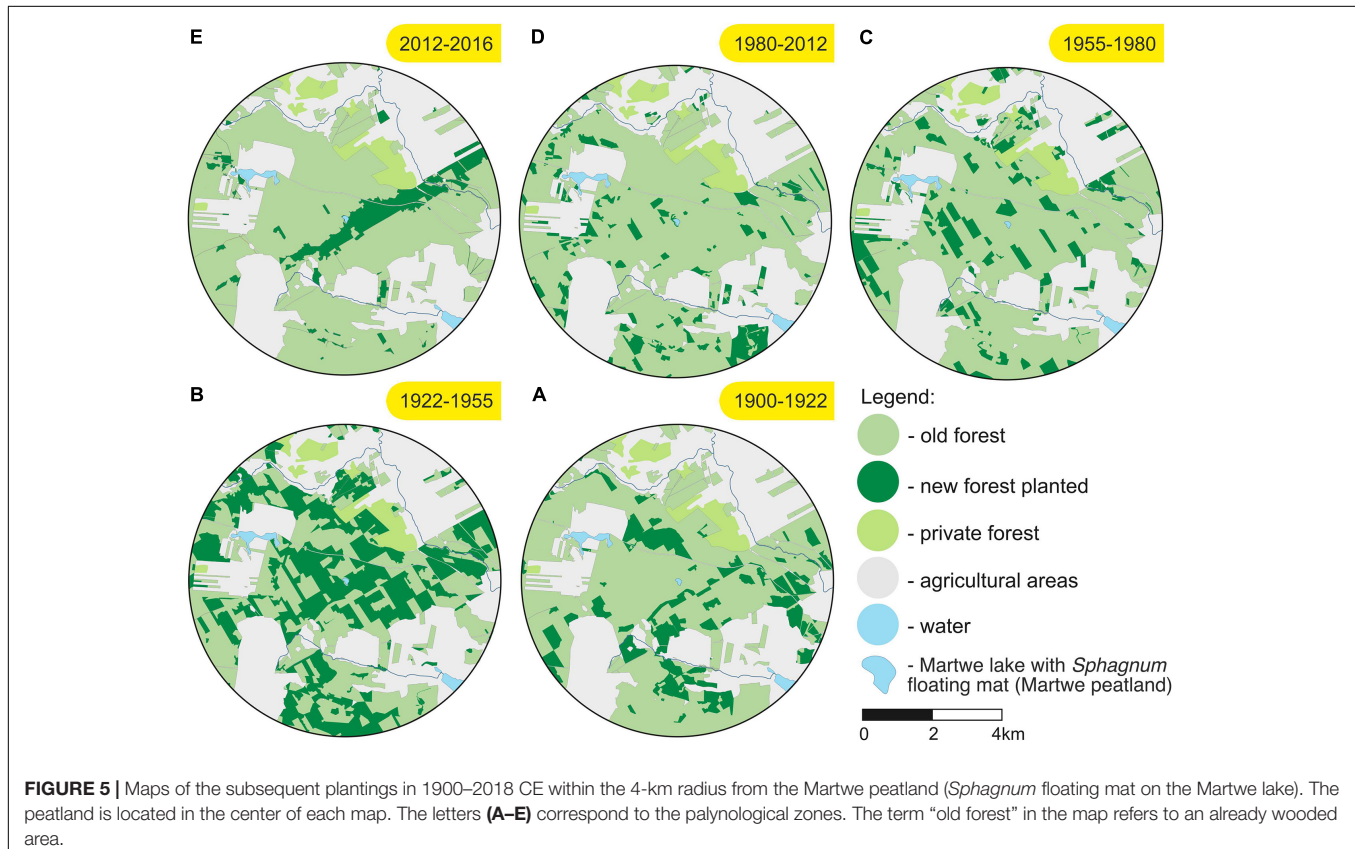 E
2012-2016
D
1980-2012
C
1955-1980
B
1922-1955
A
1900-1922
Legend:
- old forest
- new forest planted
- private forest
- agricultural areas
- water
- Martwe lake with Sphagnum
floating mat (Martwe peatland)
0 2 4km
FIGURE 5 | Maps of the subsequent plantings in 1900–2018 CE within the 4-km radius from the Martwe peatland (Sphagnum floating mat on the Martwe lake). The
peatland is located in the center of each map. The letters (A–E) correspond to the palynological zones. The term “old forest” in the map refers to an already wooded
area.